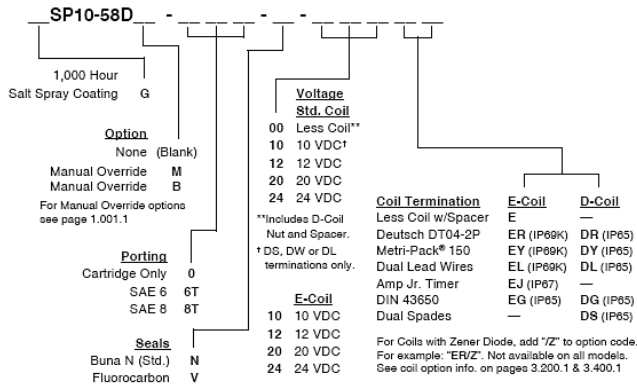 __SP10-58D__ - ____ - __ - ____ ____
1,000 Hour
Salt Spray Coating G
Option
None (Blank)
Manual Override M
Manual Override B
For Manual Override options
see page 1.001.1
Porting
Cartridge Only 0
SAE 6 6T
SAE 8 8T
Seals
Buna N (Std.) N
Fluorocarbon V
Voltage
Std. Coil
00 Less Coil**
10 10 VDC†
12 12 VDC
20 20 VDC
24 24 VDC
**Includes D-Coil
Nut and Spacer.
† DS, DW or DL
terminations only.
E-Coil
10 10 VDC
12 12 VDC
20 20 VDC
24 24 VDC
Coil Termination E-Coil D-Coil
Less Coil w/Spacer E —
Deutsch DT04-2P ER (IP69K) DR (IP65)
Metri-Pack® 150 EY (IP69K) DY (IP65)
Dual Lead Wires EL (IP69K) DL (IP65)
Amp Jr. Timer EJ (IP67) —
DIN 43650 EG (IP65) DG (IP65)
Dual Spades — DS (IP65)
For Coils with Zener Diode, add "/Z" to option code.
For example: "ER/Z". Not available on all models.
See coil option info. on pages 3.200.1 & 3.400.1